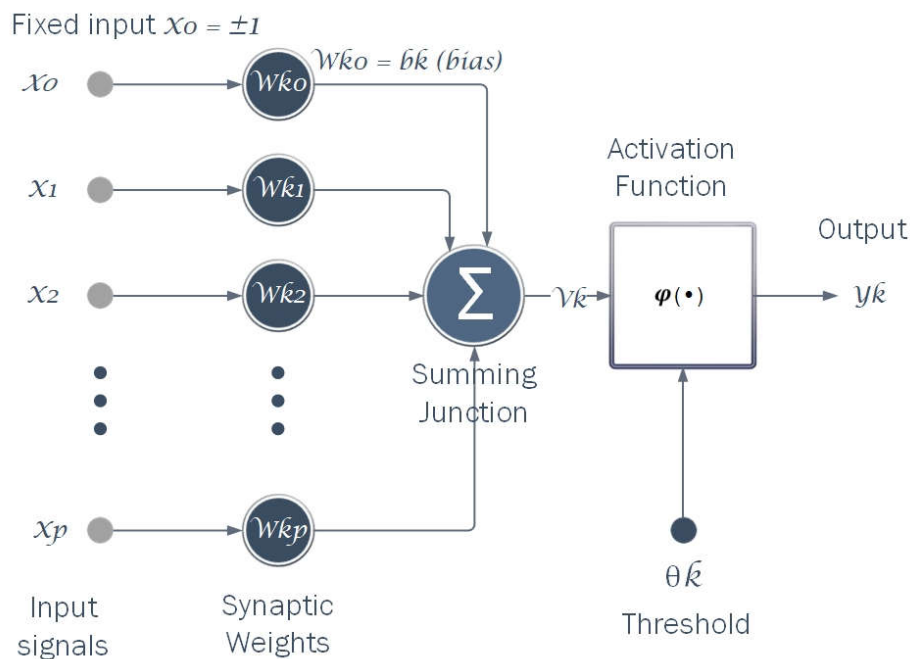 Fixed input x0 = ±1
x0
Wk0
Wk0 = bk (bias)
x1
Wk1
Activation
Function
x2
Wk2
Σ
Vk
φ(•)
Output
yk
Summing
Junction
xp
Wkp
θk
Threshold
Input
signals
Synaptic
Weights